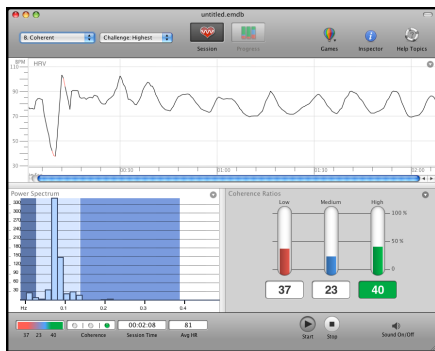 untitled.emdb
8. Coherent
Challenge: Highest
Session
Progress
Games
Inspector
Help Topics
BPM
HRV
110
90
70
50
30
00:30
01:00
01:30
02:00
Power Spectrum
330
300
270
240
210
180
150
120
90
60
30
Hz
0.1
0.2
0.3
0.4
Coherence Ratios
Low
Medium
High
100 %
50 %
0
37
23
40
37 23 40
Coherence
00:02:08
Session Time
81
Avg HR
Start
Stop
Sound On/Off